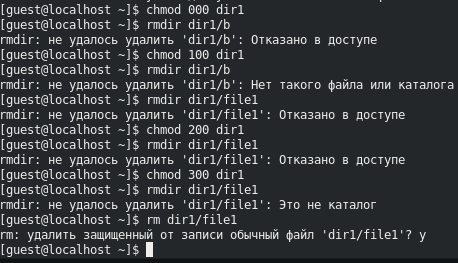 [guest@localhost ~]$ chmod 000 dir1
[guest@localhost ~]$ rmdir dir1/b
rmdir: не удалось удалить 'dir1/b': Отказано в доступе
[guest@localhost ~]$ chmod 100 dir1
[guest@localhost ~]$ rmdir dir1/b
rmdir: не удалось удалить 'dir1/b': Нет такого файла или каталога
[guest@localhost ~]$ rmdir dir1/file1
rmdir: не удалось удалить 'dir1/file1': Отказано в доступе
[guest@localhost ~]$ chmod 200 dir1
[guest@localhost ~]$ rmdir dir1/file1
rmdir: не удалось удалить 'dir1/file1': Отказано в доступе
[guest@localhost ~]$ chmod 300 dir1
[guest@localhost ~]$ rmdir dir1/file1
rmdir: не удалось удалить 'dir1/file1': Это не каталог
[guest@localhost ~]$ rm dir1/file1
rm: удалить защищенный от записи обычный файл 'dir1/file1'? y
[guest@localhost ~]$